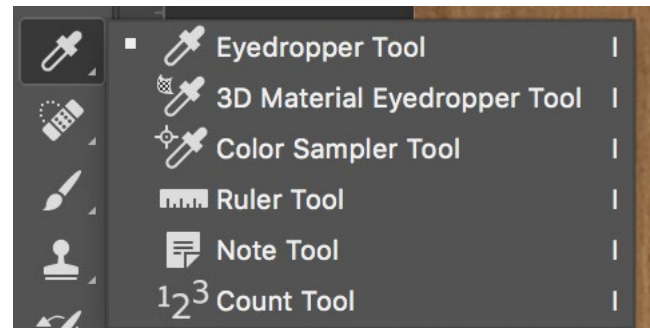 Eyedropper Tool I
3D Material Eyedropper Tool I
Color Sampler Tool I
Ruler Tool I
Note Tool I
123 Count Tool I